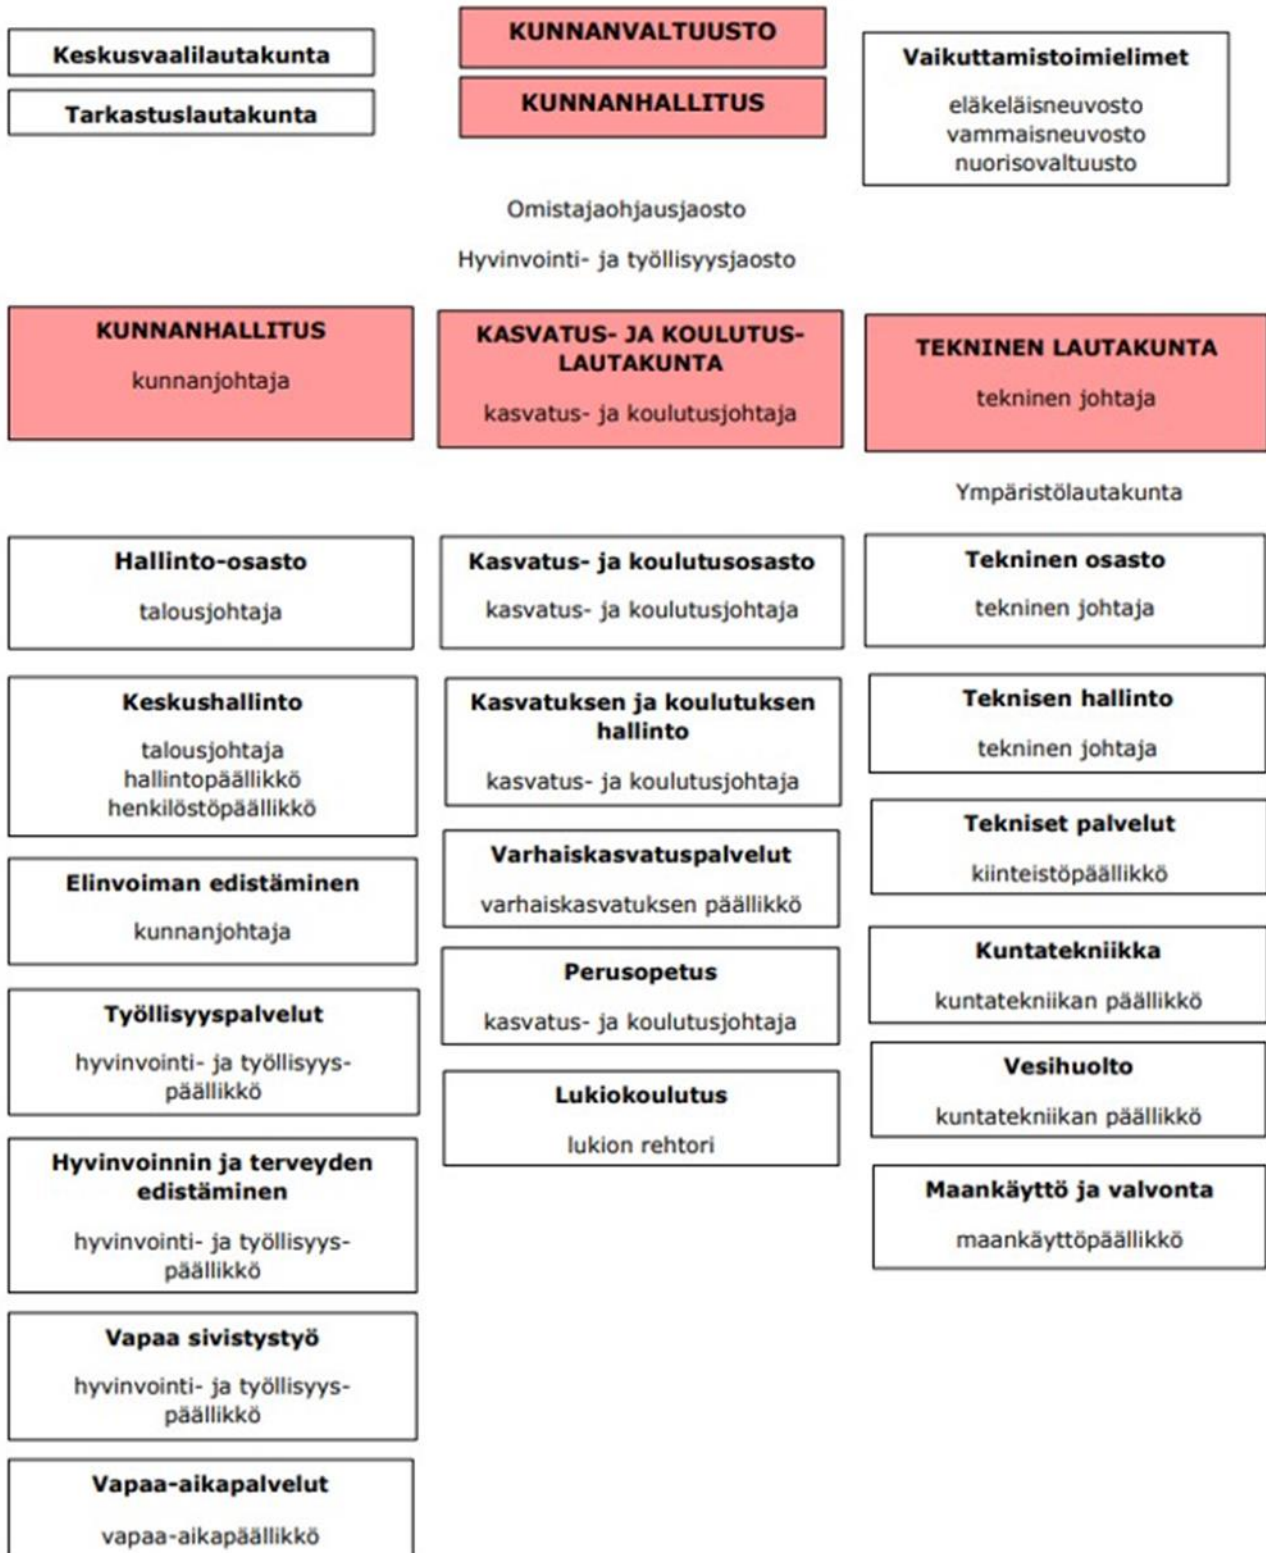 Keskusvaalilautakunta
Tarkastuslautakunta
KUNNANVALTUUSTO
KUNNANHALLITUS
Vaikuttamistoimielimet
eläkeläisneuvosto
vammaisneuvosto
nuorisovaltuusto
Omistajaohjausjaosto
Hyvinvointi- ja työllisyysjaosto
KUNNANHALLITUS
kunnanjohtaja
KASVATUS- JA KOULUTUS-
LAUTAKUNTA
kasvatus- ja koulutusjohtaja
TEKNINEN LAUTAKUNTA
tekninen johtaja
Ympäristölautakunta
Hallinto-osasto
talousjohtaja
Keskushallinto
talousjohtaja
hallintopäällikkö
henkilöstöpäällikkö
Elinvoiman edistäminen
kunnanjohtaja
Työllisyyspalvelut
hyvinvointi- ja työllisyys-
päällikkö
Hyvinvoinnin ja terveyden
edistäminen
hyvinvointi- ja työllisyys-
päällikkö
Vapaa sivistystyö
hyvinvointi- ja työllisyys-
päällikkö
Vapaa-aikapalvelut
vapaa-aikapäällikkö
Kasvatus- ja koulutusosasto
kasvatus- ja koulutusjohtaja
Kasvatuksen ja koulutuksen
hallinto
kasvatus- ja koulutusjohtaja
Varhaiskasvatuspalvelut
varhaiskasvatuksen päällikkö
Perusopetus
kasvatus- ja koulutusjohtaja
Lukiokoulutus
lukion rehtori
Tekninen osasto
tekninen johtaja
Teknisen hallinto
tekninen johtaja
Tekniset palvelut
kiinteistöpäällikkö
Kuntatekniikka
kuntatekniikan päällikkö
Vesihuolto
kuntatekniikan päällikkö
Maankäyttö ja valvonta
maankäyttöpäällikkö